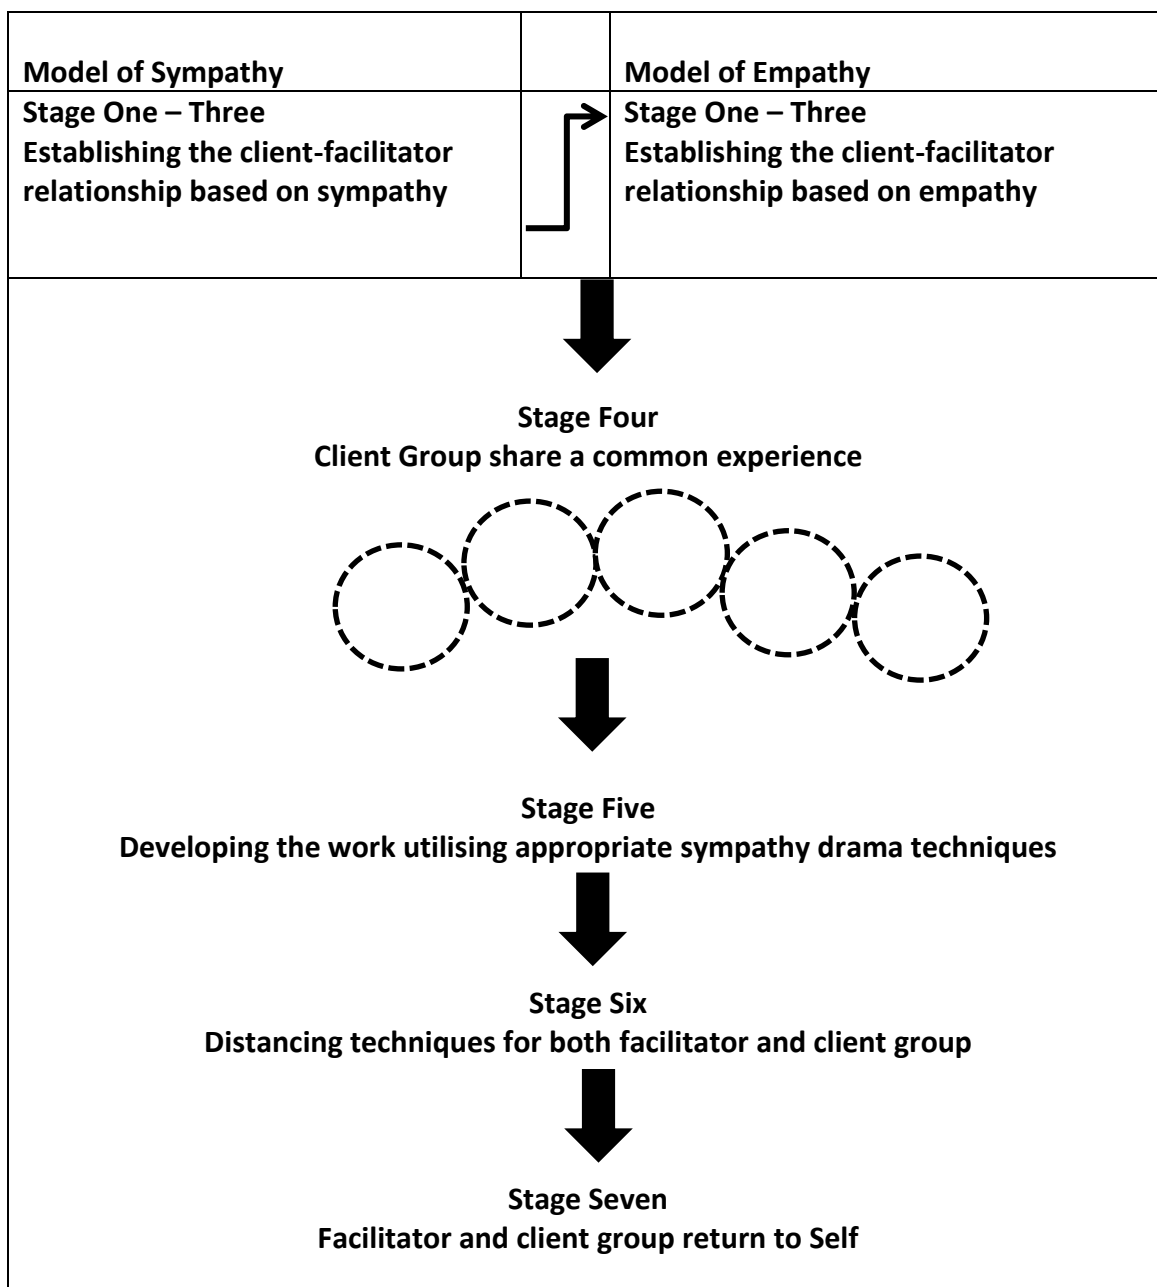 Model of Sympathy
Model of Empathy
Stage One – Three
Establishing the client-facilitator
relationship based on sympathy
Stage One – Three
Establishing the client-facilitator
relationship based on empathy
Stage Four
Client Group share a common experience
Stage Five
Developing the work utilising appropriate sympathy drama techniques
Stage Six
Distancing techniques for both facilitator and client group
Stage Seven
Facilitator and client group return to Self